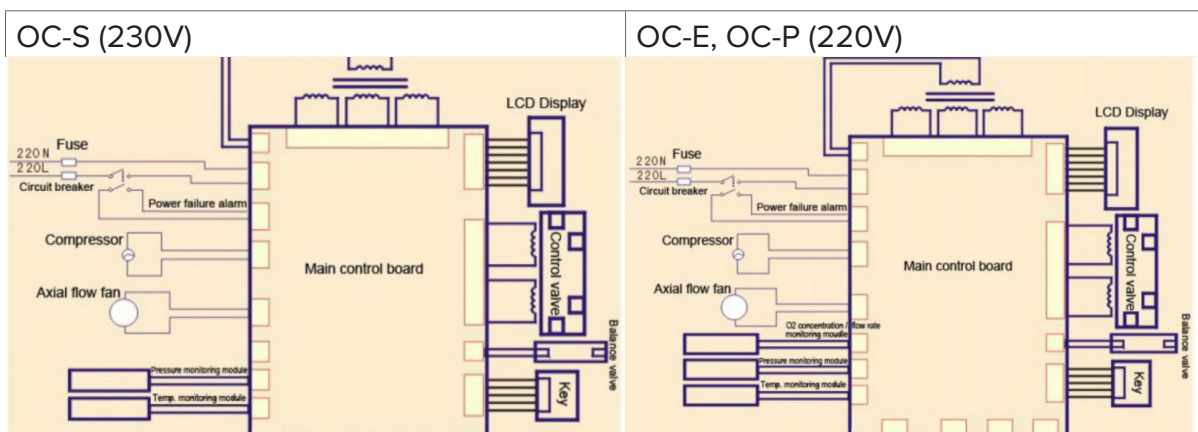 OC-S (230V)
LCD Display
Fuse
220N
220L
Circuit breaker
Power failure alarm
Compressor
Control valve
Main control board
Axial flow fan
Balance valve
Pressure monitoring module
Temp. monitoring module
Key
OC-E, OC-P (220V)
LCD Display
Fuse
220N
220L
Circuit breaker
Power failure alarm
Compressor
Control valve
Main control board
Axial flow fan
O2 concentration / flow rate
monitoring moualle
Balance valve
Pressure monitoring module
Temp. monitoring module
Key